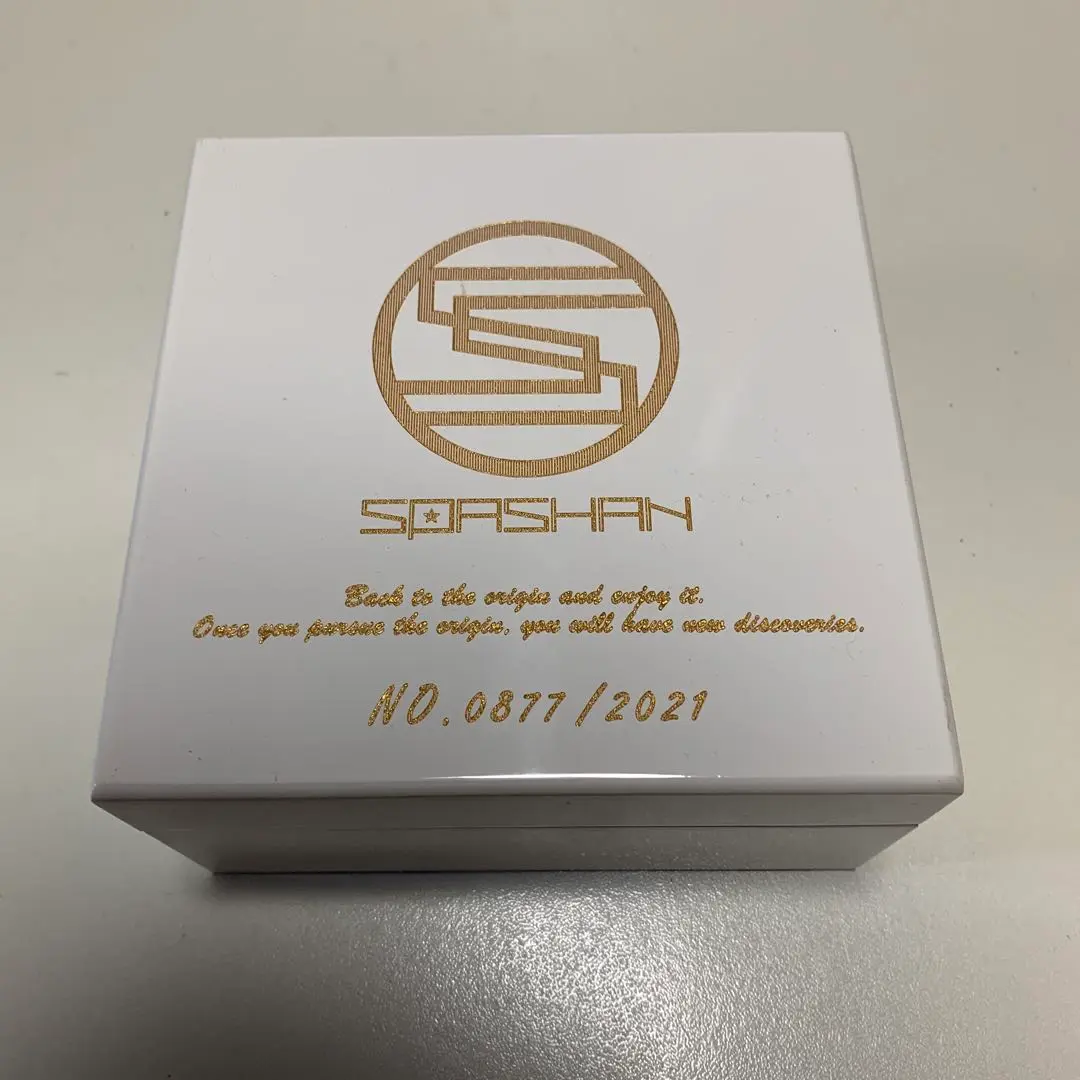 SPASHAN
Back to the origin and enjoy it.
Once you pursue the origin, you will have new discoveries.
NO.0877/2021